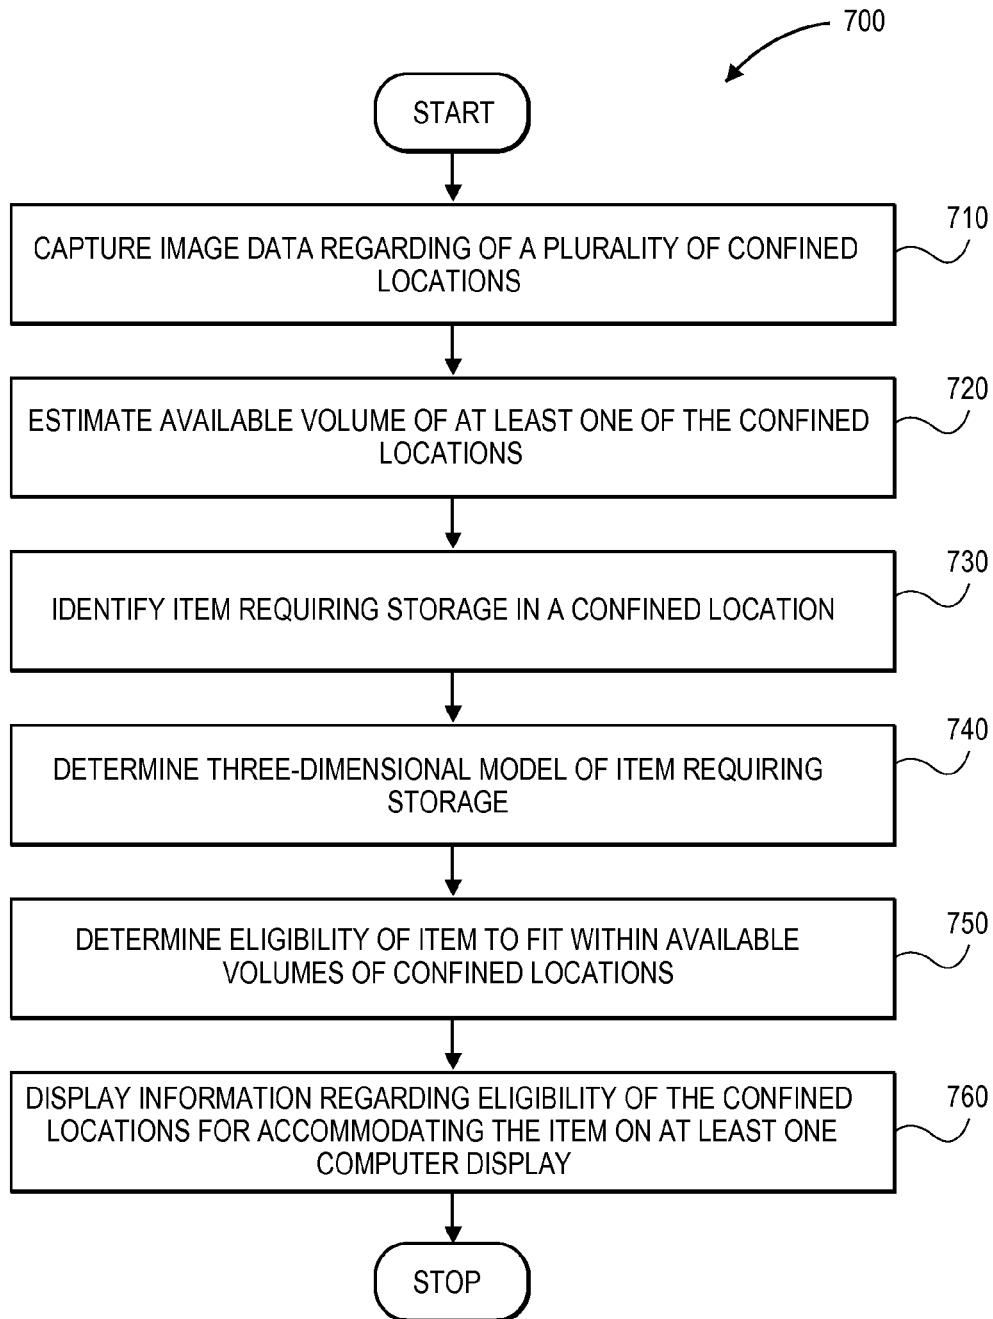 700
START
710
CAPTURE IMAGE DATA REGARDING OF A PLURALITY OF CONFINED
LOCATIONS
720
ESTIMATE AVAILABLE VOLUME OF AT LEAST ONE OF THE CONFINED
LOCATIONS
730
IDENTIFY ITEM REQUIRING STORAGE IN A CONFINED LOCATION
740
DETERMINE THREE-DIMENSIONAL MODEL OF ITEM REQUIRING
STORAGE
750
DETERMINE ELIGIBILITY OF ITEM TO FIT WITHIN AVAILABLE
VOLUMES OF CONFINED LOCATIONS
760
DISPLAY INFORMATION REGARDING ELIGIBILITY OF THE CONFINED
LOCATIONS FOR ACCOMMODATING THE ITEM ON AT LEAST ONE
COMPUTER DISPLAY
STOP